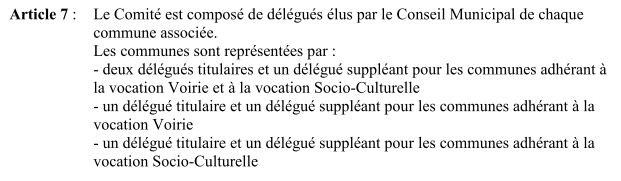 Article 7 : Le Comité est composé de délégués élus par le Conseil Municipal de chaque
commune associée.
Les communes sont représentées par :
- deux délégués titulaires et un délégué suppléant pour les communes adhérant à
la vocation Voirie et à la vocation Socio-Culturelle
- un délégué titulaire et un délégué suppléant pour les communes adhérant à la
vocation Voirie
- un délégué titulaire et un délégué suppléant pour les communes adhérant à la
vocation Socio-Culturelle